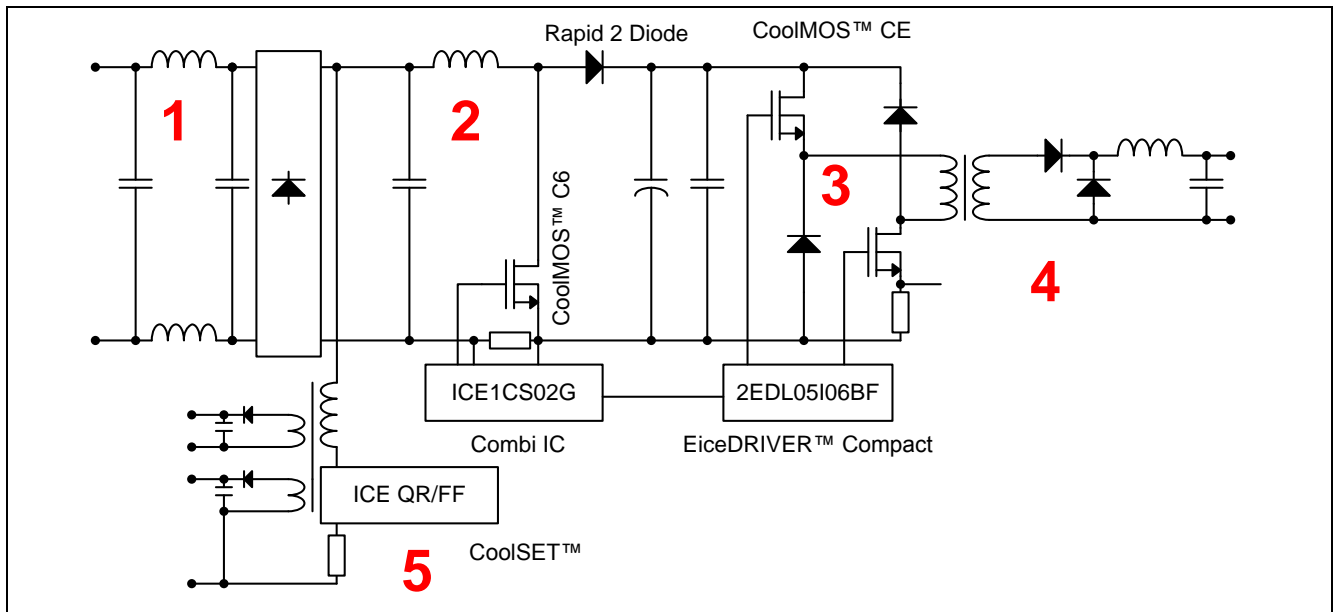 Rapid 2 Diode
CoolMOS™ CE
1
2
3
4
CoolMOS™ C6
ICE1CS02G
2EDL05I06BF
Combi IC
EiceDRIVER™ Compact
ICE QR/FF
5
CoolSET™